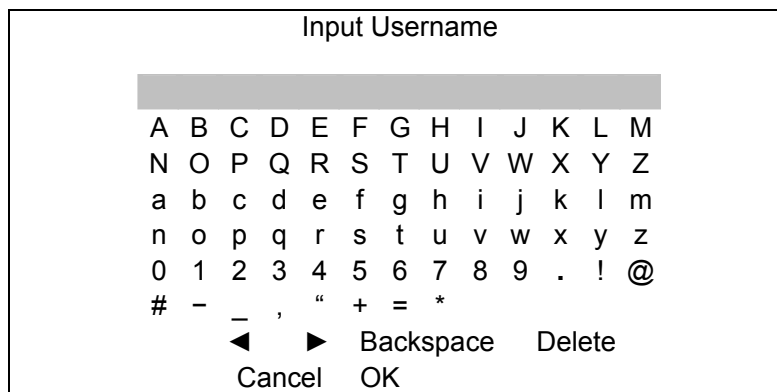 Input Username
A B C D E F G H I J K L M
N O P Q R S T U V W X Y Z
a b c d e f g h i j k l m
n o p q r s t u v w x y z
0 1 2 3 4 5 6 7 8 9 . ! @
# − _ , “ + = *
◄ ► Backspace Delete
Cancel OK